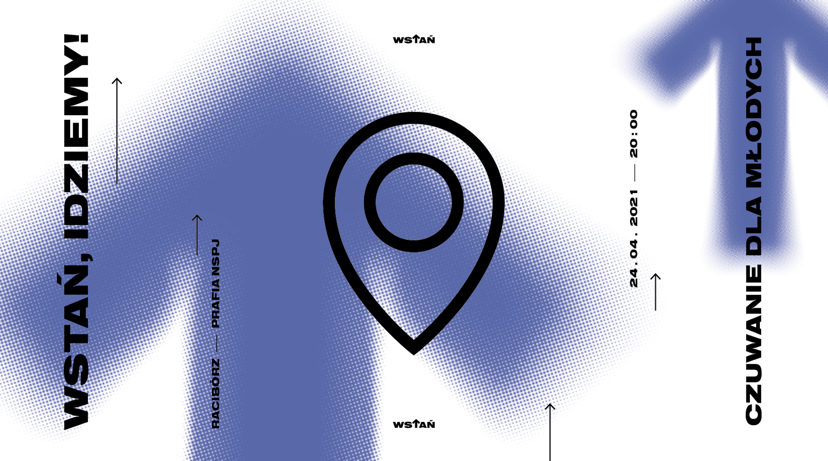 WSTAŃ, IDZIEMY!
RACIBÓRZ — PRAFIA NSPJ
WSTAŃ
WSTAŃ
24.04.2021 — 20:00
CZUWANIE DLA MŁODYCH